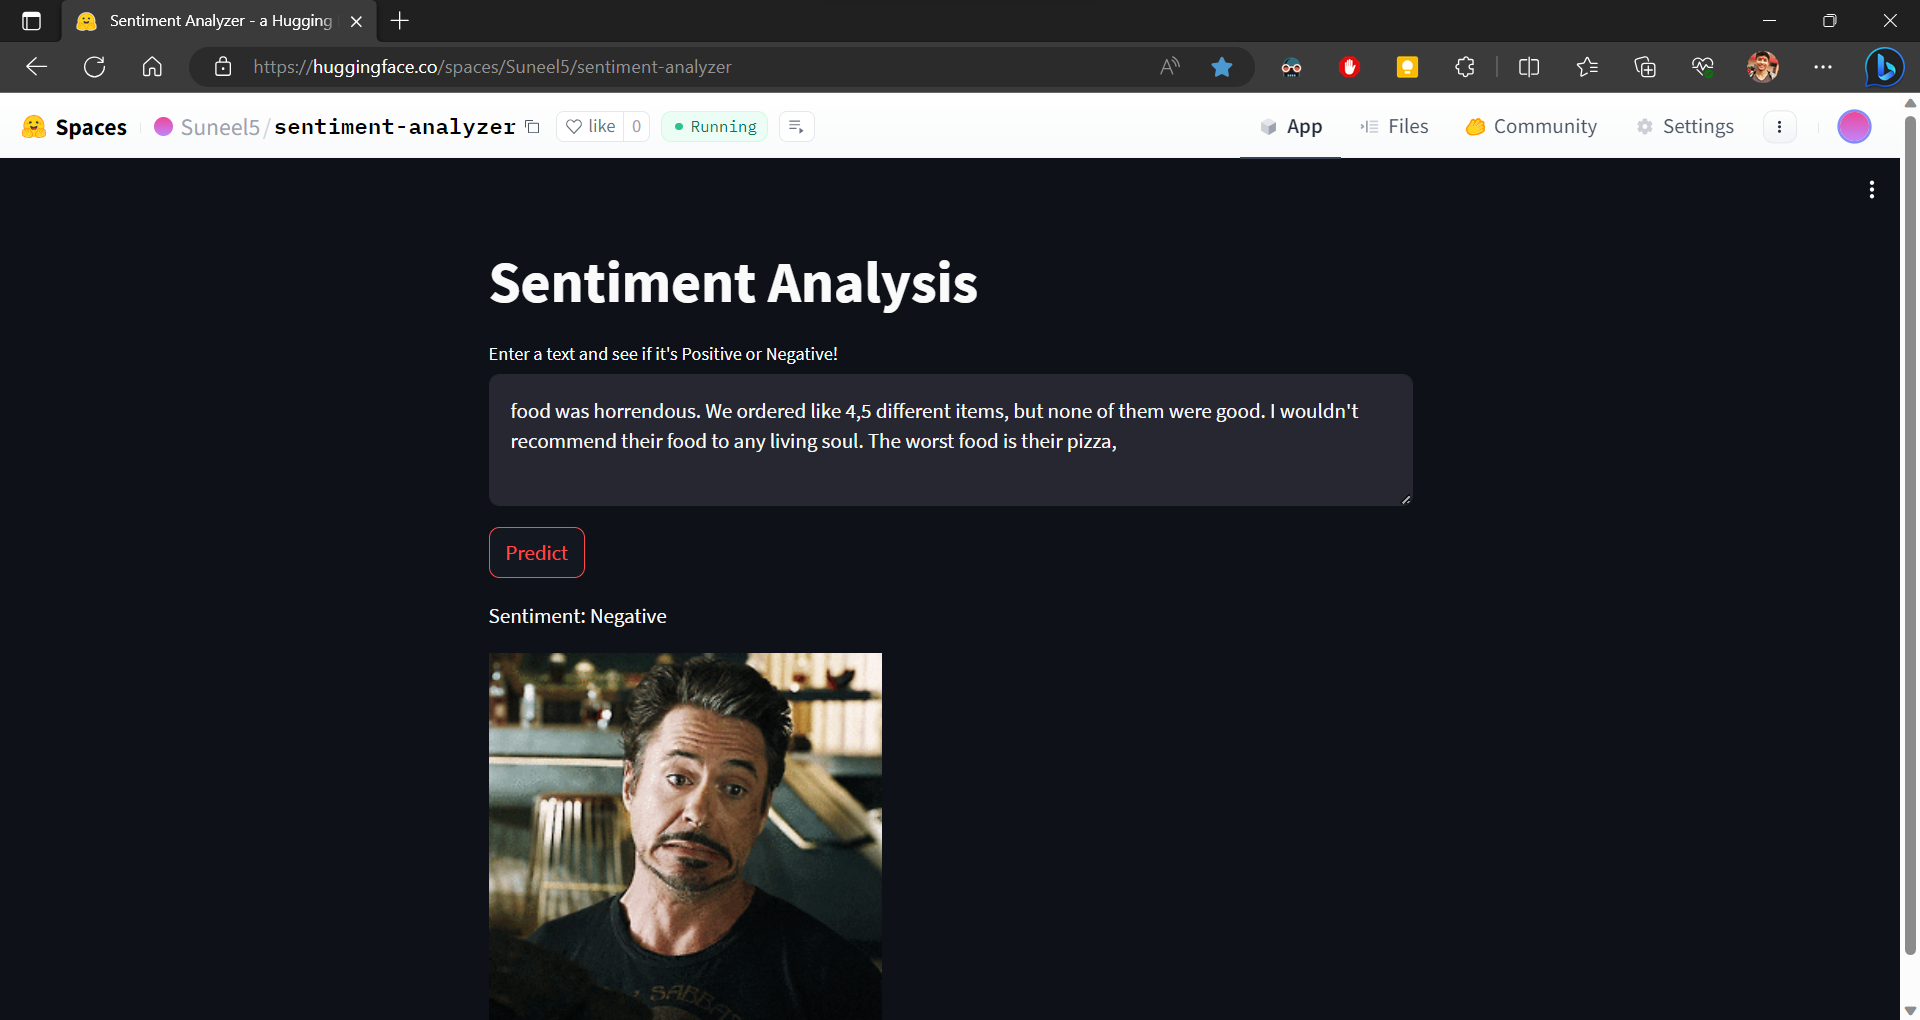 Sentiment Analyzer - a Hugging
https://huggingface.co/spaces/Suneel5/sentiment-analyzer
Spaces Suneel5/sentiment-analyzer like 0 Running App Files Community Settings
Sentiment Analysis
Enter a text and see if it's Positive or Negative!
food was horrendous. We ordered like 4,5 different items, but none of them were good. I wouldn't
recommend their food to any living soul. The worst food is their pizza,
Predict
Sentiment: Negative
SABBA